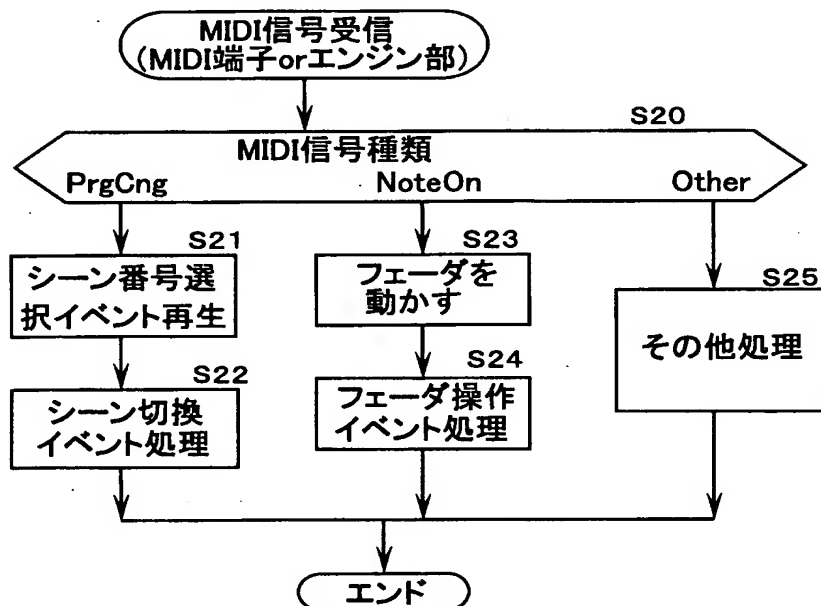 MIDI信号受信
(MIDI端子orエンジン部)
S20
MIDI信号種類
PrgCng
NoteOn
Other
S21
シーン番号選
択イベント再生
S22
シーン切換
イベント処理
S23
フェーダを
動かす
S24
フェーダ操作
イベント処理
S25
その他処理
エンド